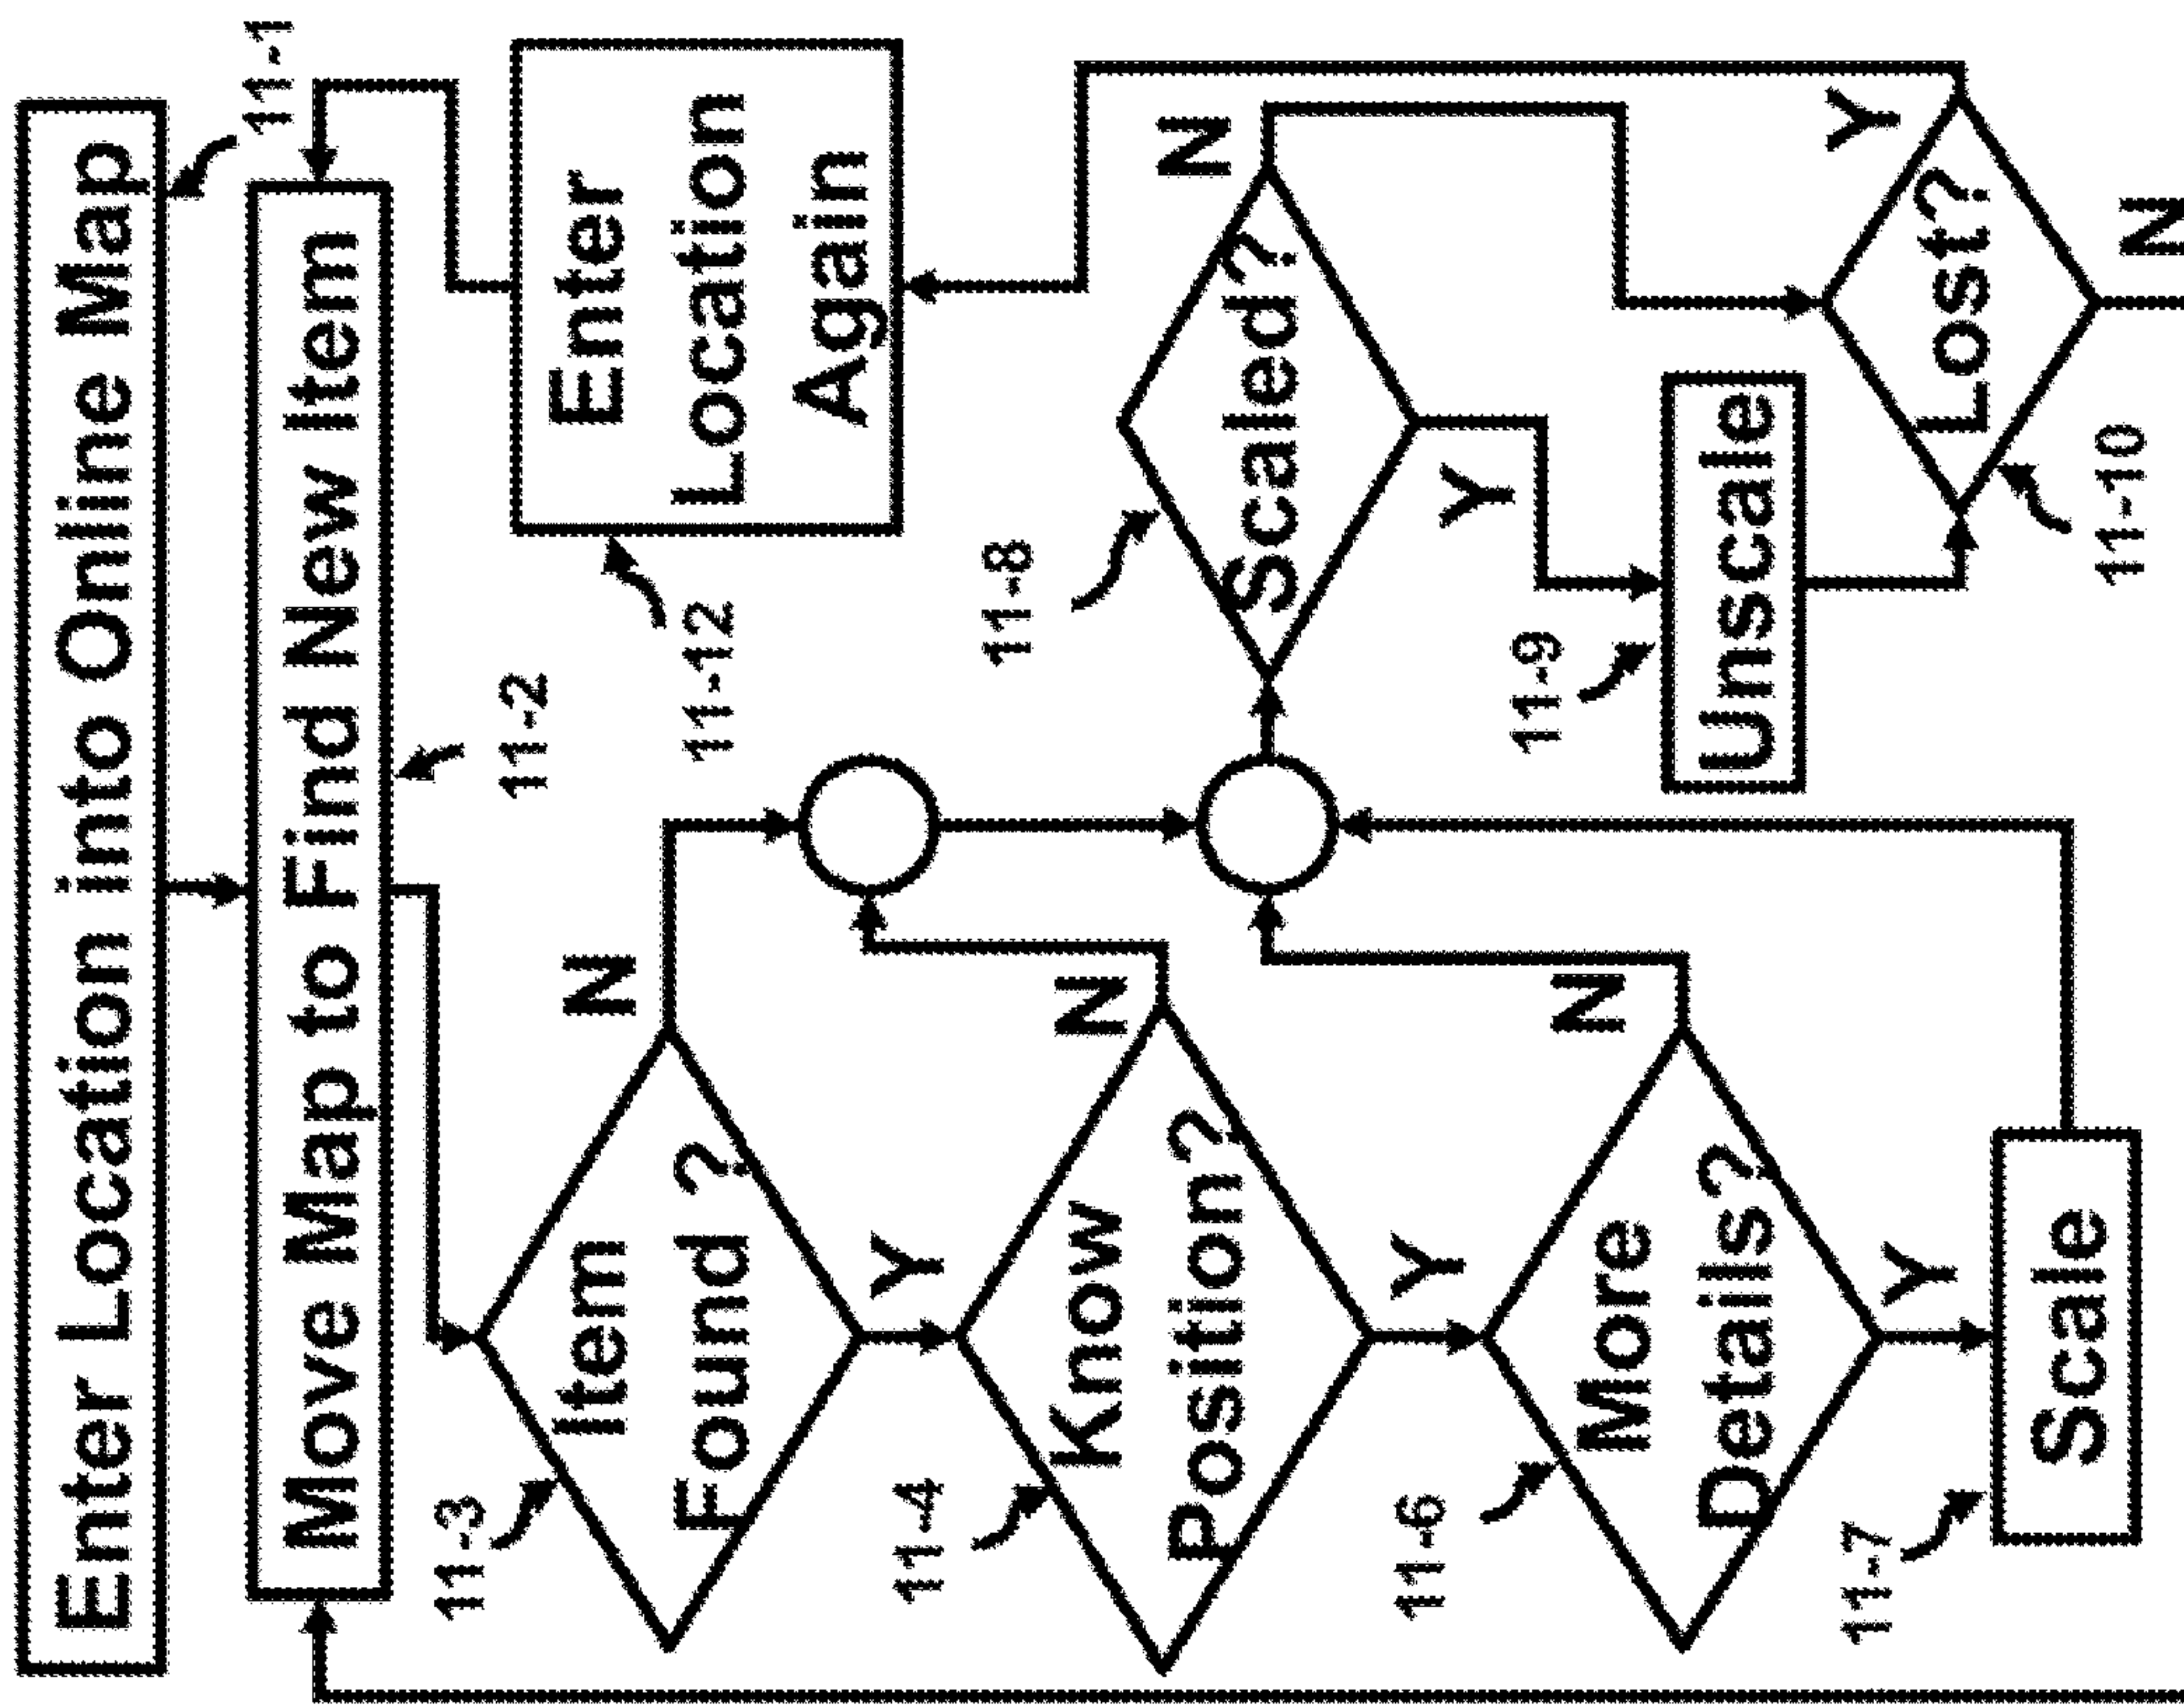 Enter Location into Online Map
11-1
Move Map to Find New Item
11-2
11-3
Item
Found ?
N
Y
11-4
Know
Position?
N
Y
11-6
More
Details?
N
Y
11-7
Scale
Enter
Location
Again
11-12
11-8
Scaled?
N
Y
11-9
Unscale
Lost?
Y
N
11-10